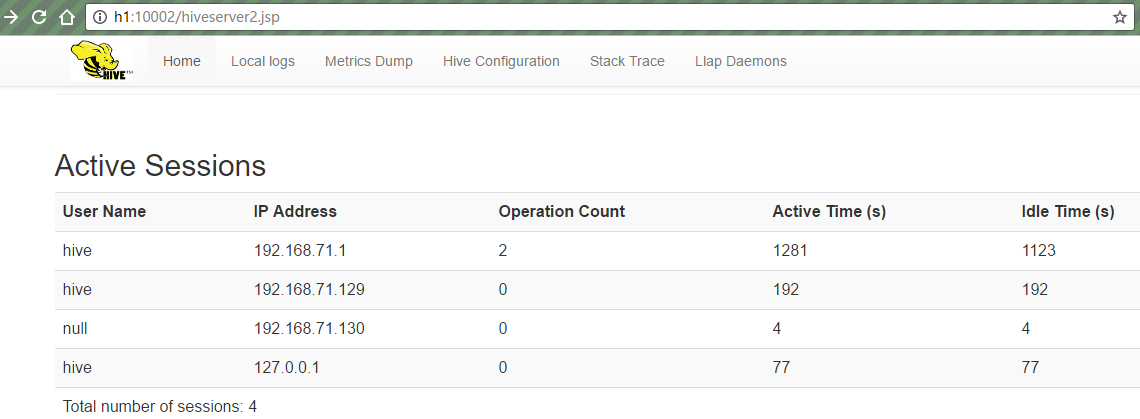 h1:10002/hiveserver2.jsp
HIVE™ Home Local logs Metrics Dump Hive Configuration Stack Trace Llap Daemons
Active Sessions
User Name IP Address Operation Count Active Time (s) Idle Time (s)
hive 192.168.71.1 2 1281 1123
hive 192.168.71.129 0 192 192
null 192.168.71.130 0 4 4
hive 127.0.0.1 0 77 77
Total number of sessions: 4